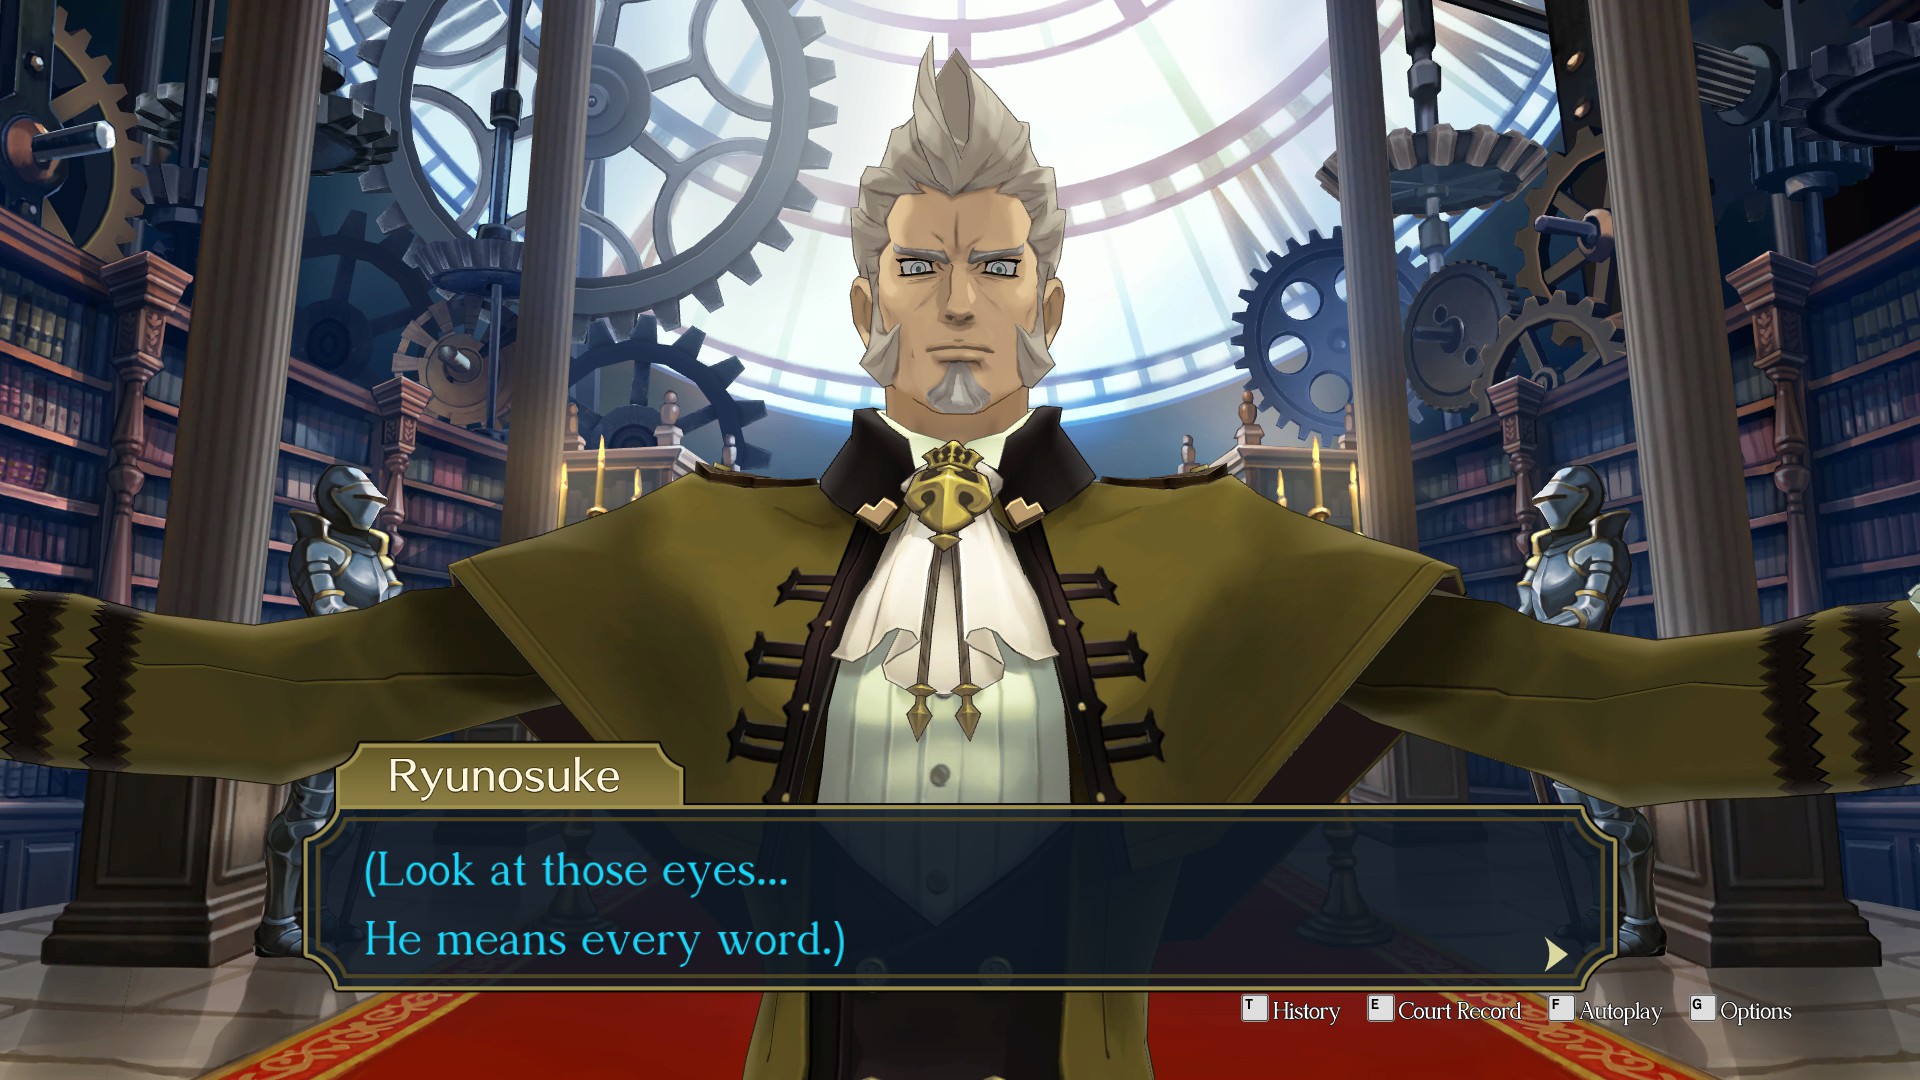 Ryunosuke
(Look at those eyes...
He means every word.)
T History E Court Record F Autoplay G Options